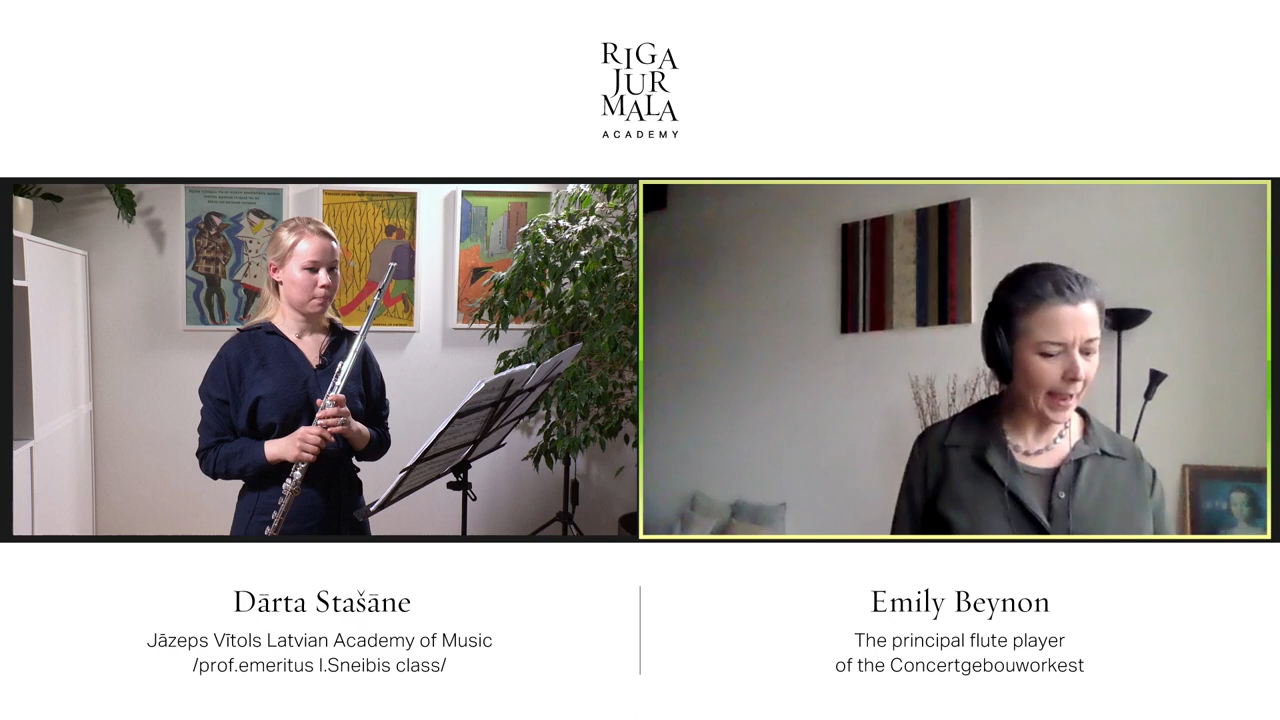 RIGA
JUR
MALA
ACADEMY
Dārta Stašāne
Jāzeps Vītols Latvian Academy of Music
/prof.emeritus I.Sneibis class/
Emily Beynon
The principal flute player
of the Concertgebouworkest